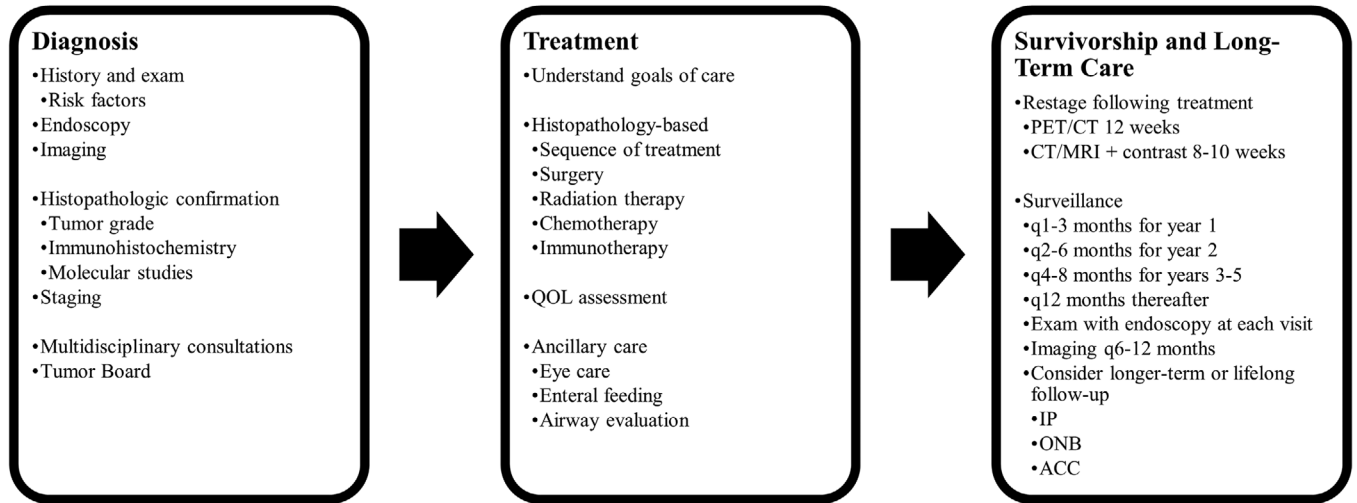 Diagnosis
•History and exam
•Risk factors
•Endoscopy
•Imaging
•Histopathologic confirmation
•Tumor grade
•Immunohistochemistry
•Molecular studies
•Staging
•Multidisciplinary consultations
•Tumor Board
Treatment
•Understand goals of care
•Histopathology-based
•Sequence of treatment
•Surgery
•Radiation therapy
•Chemotherapy
•Immunotherapy
•QOL assessment
•Ancillary care
•Eye care
•Enteral feeding
•Airway evaluation
Survivorship and Long-
Term Care
•Restage following treatment
•PET/CT 12 weeks
•CT/MRI + contrast 8-10 weeks
•Surveillance
•q1-3 months for year 1
•q2-6 months for year 2
•q4-8 months for years 3-5
•q12 months thereafter
•Exam with endoscopy at each visit
•Imaging q6-12 months
•Consider longer-term or lifelong
follow-up
•IP
•ONB
•ACC